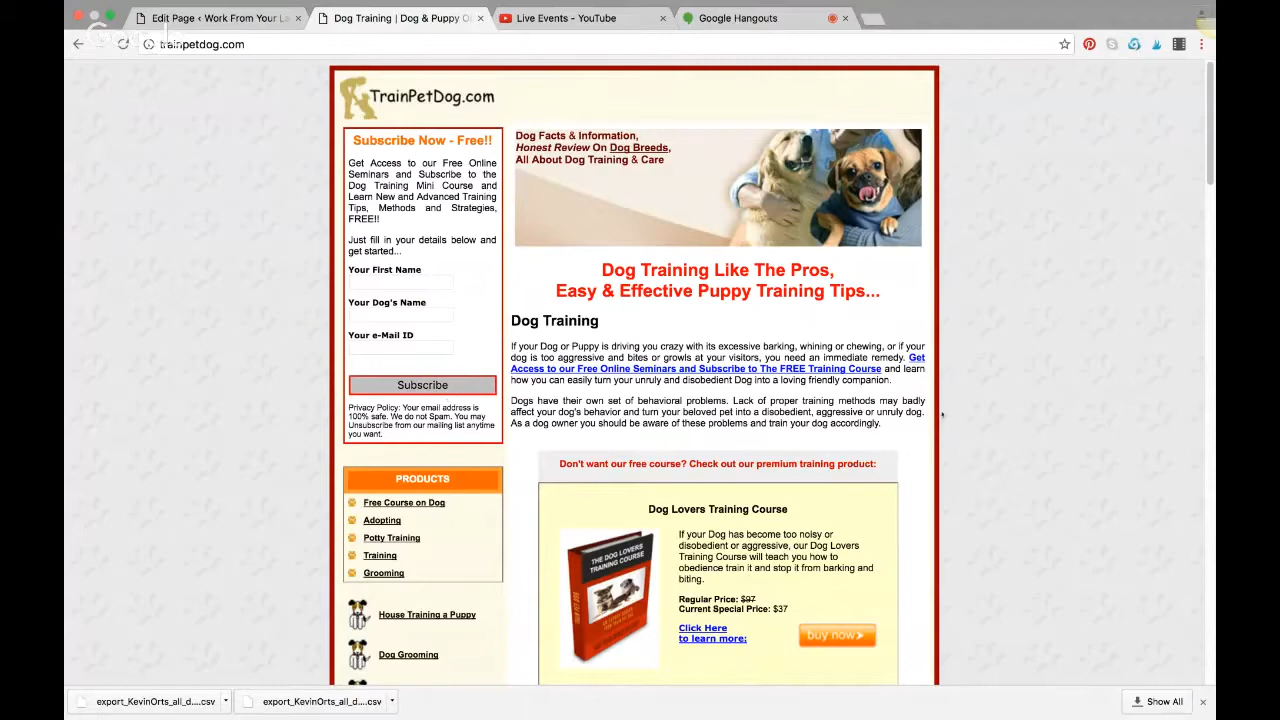 Edit Page ‹ Work From Your La
Dog Training | Dog & Puppy O
Live Events - YouTube
Google Hangouts
trainpetdog.com
TrainPetDog.com
Subscribe Now - Free!!
Get Access to our Free Online
Seminars and Subscribe to the
Dog Training Mini Course and
Learn New and Advanced Training
Tips, Methods and Strategies,
FREE!!
Just fill in your details below and
get started...
Your First Name
Your Dog's Name
Your e-Mail ID
Subscribe
Privacy Policy: Your email address is
100% safe. We do not Spam. You may
Unsubscribe from our mailing list anytime
you want.
PRODUCTS
Free Course on Dog
Adopting
Potty Training
Training
Grooming
House Training a Puppy
Dog Grooming
Dog Facts & Information,
Honest Review On Dog Breeds,
All About Dog Training & Care
Dog Training Like The Pros,
Easy & Effective Puppy Training Tips...
Dog Training
If your Dog or Puppy is driving you crazy with its excessive barking, whining or chewing, or if your
dog is too aggressive and bites or growls at your visitors, you need an immediate remedy. Get
Access to our Free Online Seminars and Subscribe to The FREE Training Course and learn
how you can easily turn your unruly and disobedient Dog into a loving friendly companion.
Dogs have their own set of behavioral problems. Lack of proper training methods may badly
affect your dog's behavior and turn your beloved pet into a disobedient, aggressive or unruly dog.
As a dog owner you should be aware of these problems and train your dog accordingly.
Don't want our free course? Check out our premium training product:
Dog Lovers Training Course
THE DOG LOVERS
TRAINING COURSE
If your Dog has become too noisy or
disobedient or aggressive, our Dog Lovers
Training Course will teach you how to
obedience train it and stop it from barking and
biting.
Regular Price: $97
Current Special Price: $37
Click Here
to learn more:
buy now
export_KevinOrts_all_d....csv
export_KevinOrts_all_d....csv
Show All